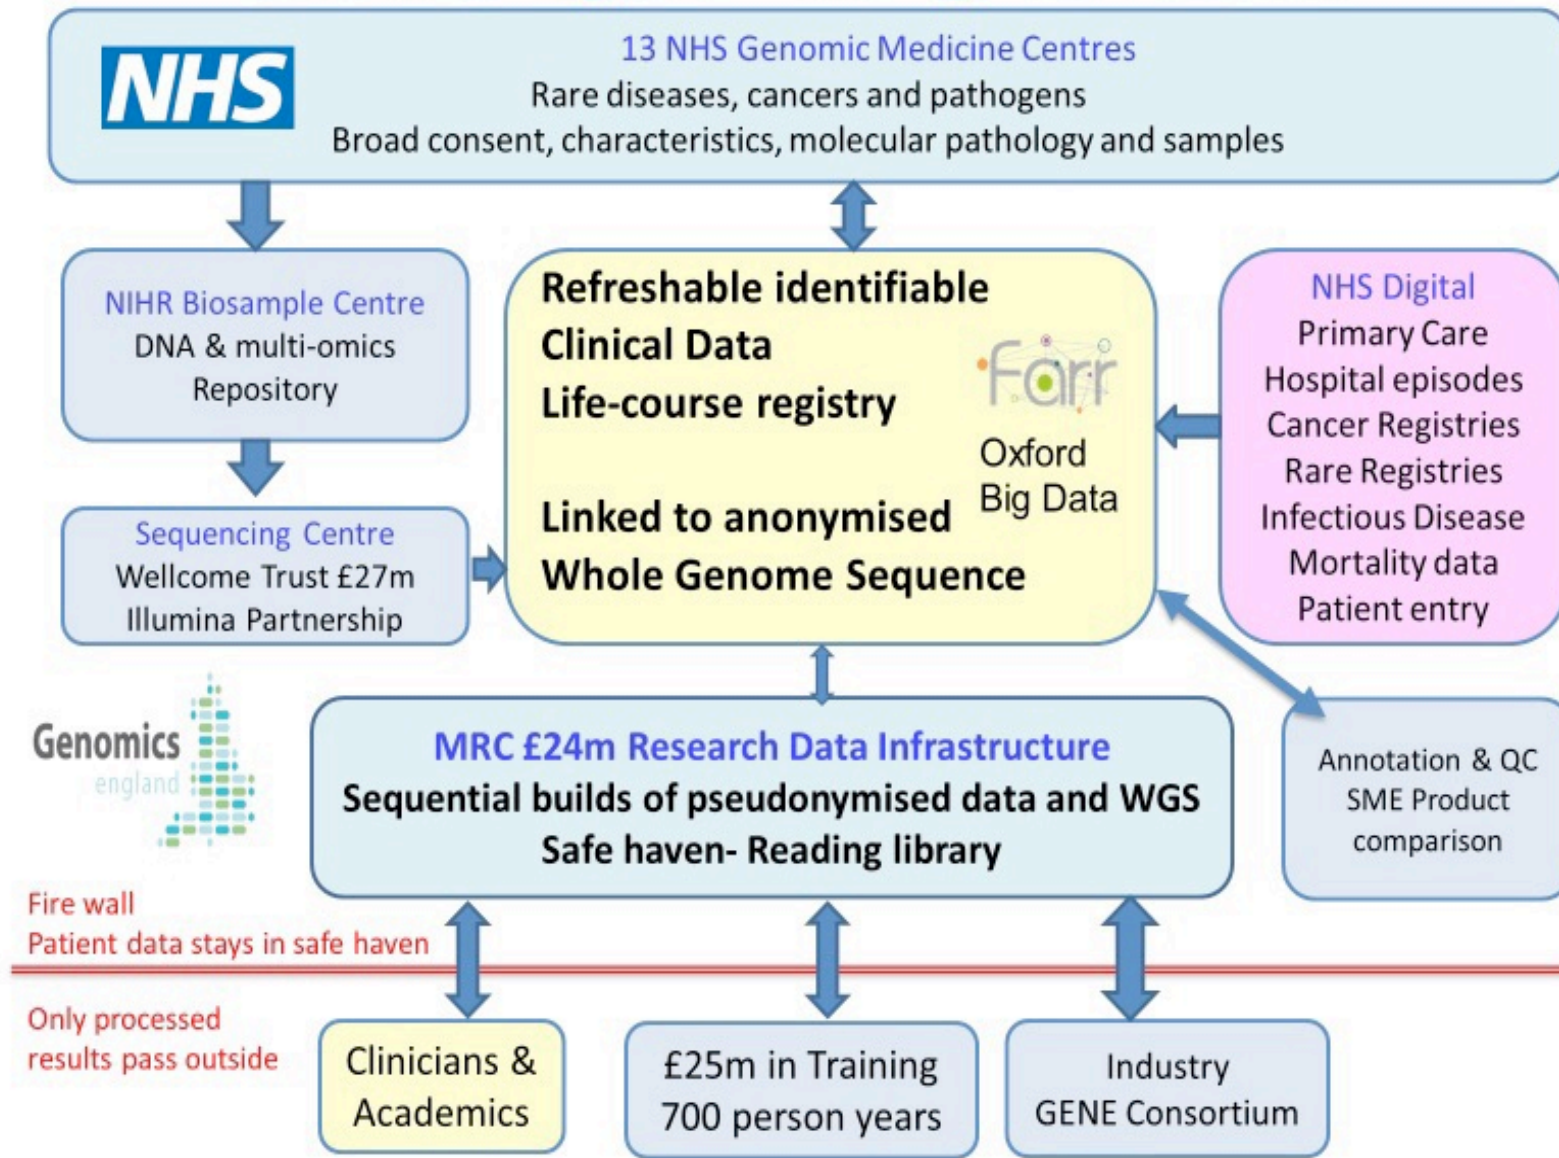 NHS
13 NHS Genomic Medicine Centres
Rare diseases, cancers and pathogens
Broad consent, characteristics, molecular pathology and samples
NIHR Biosample Centre
DNA & multi-omics
Repository
Sequencing Centre
Wellcome Trust £27m
Illumina Partnership
Refreshable identifiable
Clinical Data
Life-course registry
Linked to anonymised
Whole Genome Sequence
Farr
Oxford
Big Data
NHS Digital
Primary Care
Hospital episodes
Cancer Registries
Rare Registries
Infectious Disease
Mortality data
Patient entry
Genomics
england
MRC £24m Research Data Infrastructure
Sequential builds of pseudonymised data and WGS
Safe haven- Reading library
Annotation & QC
SME Product
comparison
Fire wall
Patient data stays in safe haven
Only processed
results pass outside
Clinicians &
Academics
£25m in Training
700 person years
Industry
GENE Consortium